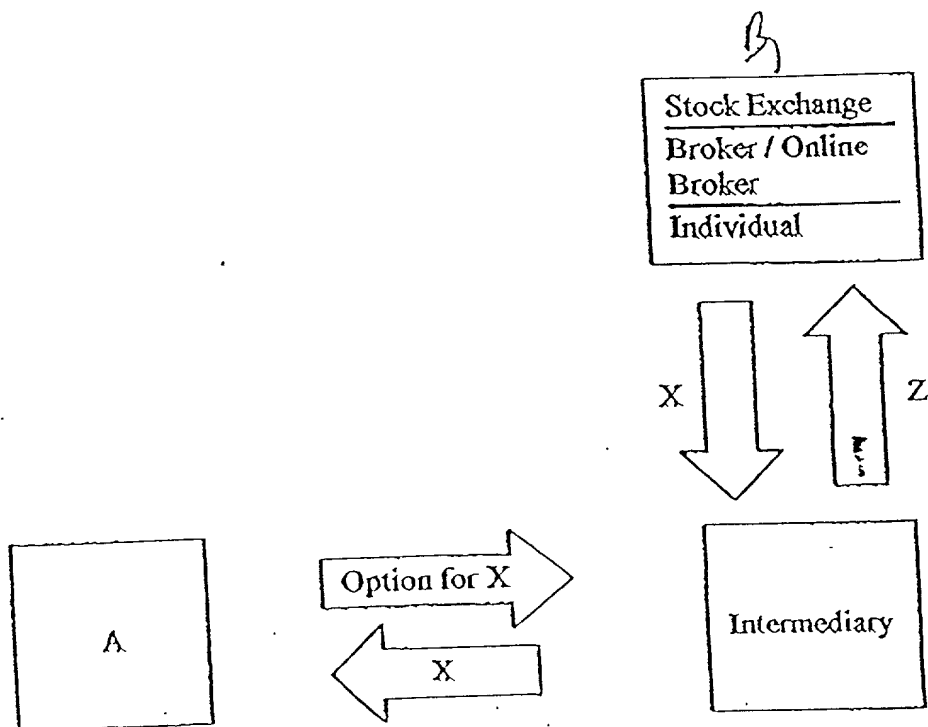 B
Stock Exchange
Broker / Online
Broker
Individual
X
Z
Option for X
X
A
Intermediary